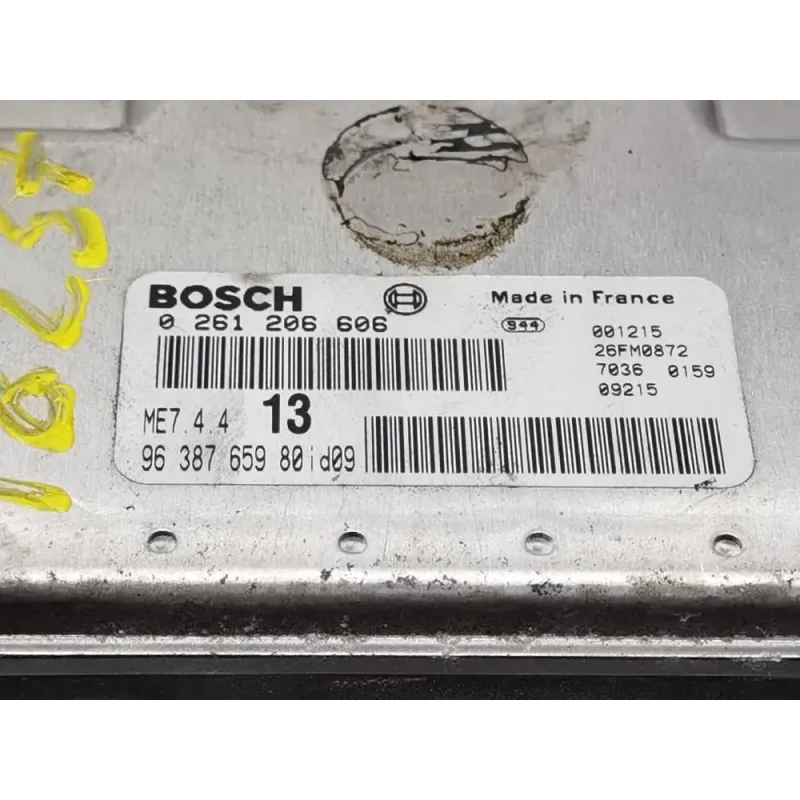 BOSCH
Made in France
0 261 206 606
944
001215
26FM0872
7036 0159
09215
ME7.4.4 13
96 387 659 80id09